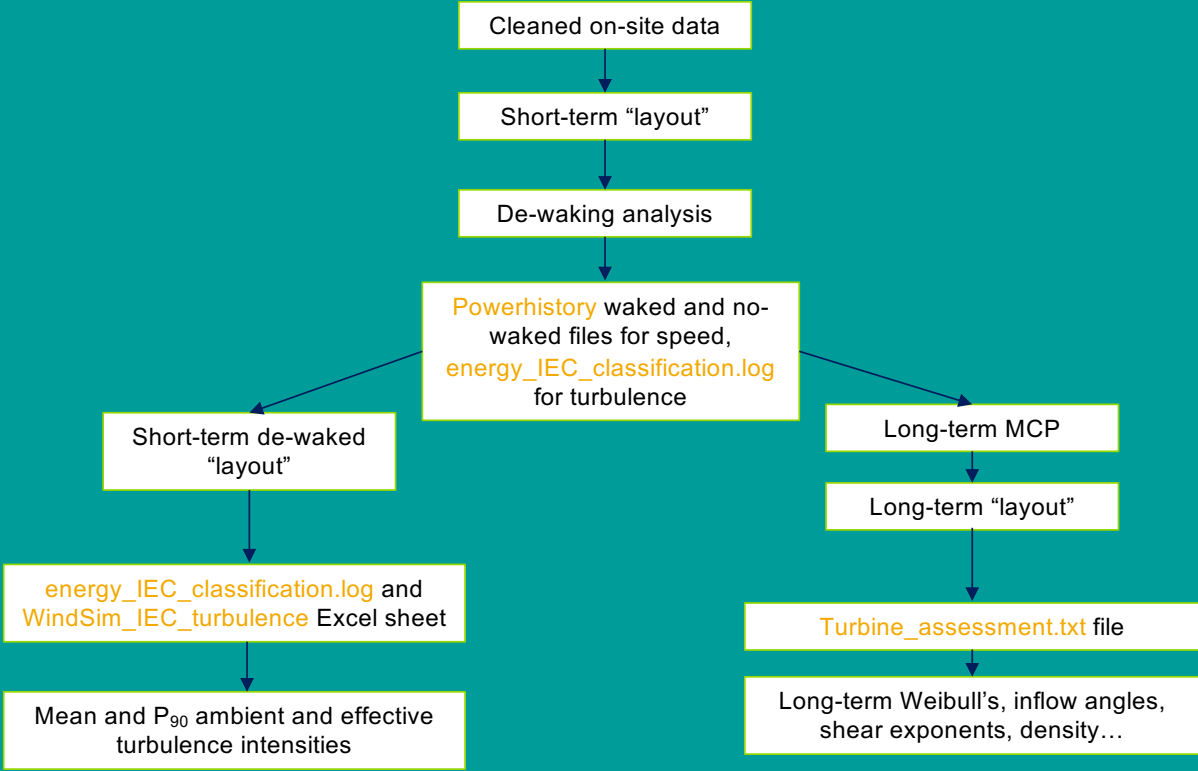 Cleaned on-site data
Short-term “layout”
De-waking analysis
Powerhistory waked and no-
waked files for speed,
energy_IEC_classification.log
for turbulence
Short-term de-waked
“layout”
energy_IEC_classification.log and
WindSim_IEC_turbulence Excel sheet
Mean and P90 ambient and effective
turbulence intensities
Long-term MCP
Long-term “layout”
Turbine_assessment.txt file
Long-term Weibull’s, inflow angles,
shear exponents, density…